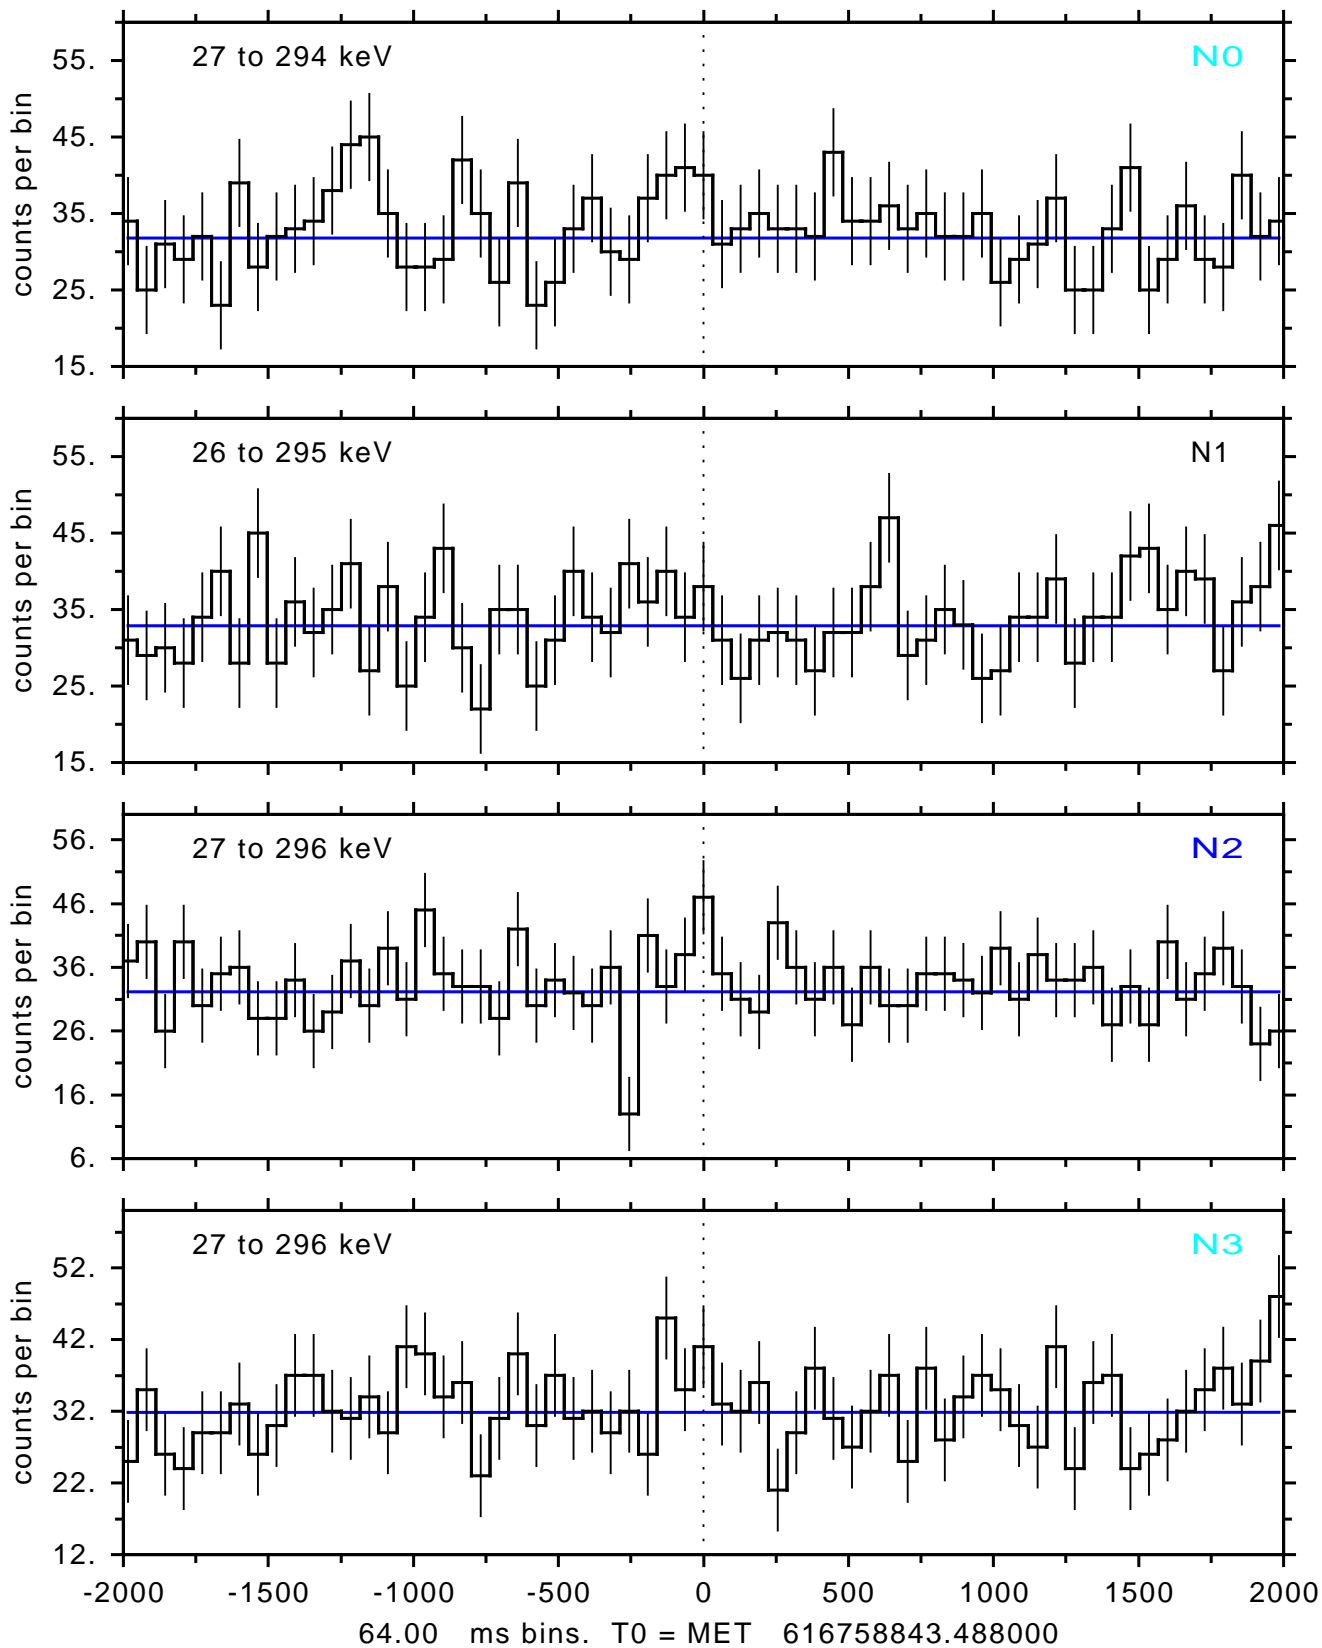 27 to 294 keV N0
55.
45.
35.
25.
15.
counts per bin
26 to 295 keV N1
55.
45.
35.
25.
15.
counts per bin
27 to 296 keV N2
56.
46.
36.
26.
16.
6.
counts per bin
27 to 296 keV N3
52.
42.
32.
22.
12.
counts per bin
-2000 -1500 -1000 -500 0 500 1000 1500 2000
64.00 ms bins. T0 = MET 616758843.488000